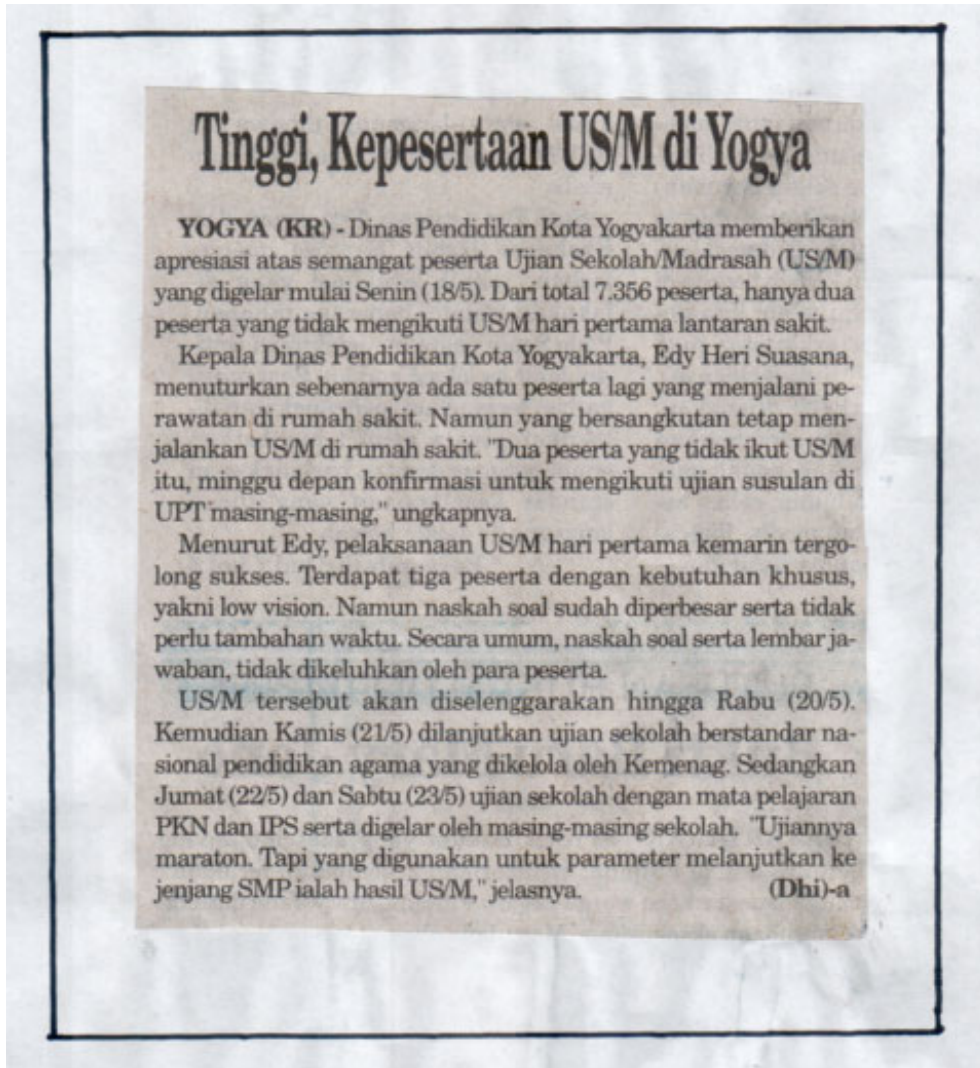 Tinggi, Kepesertaan US/M di Yogya
YOGYA (KR) - Dinas Pendidikan Kota Yogyakarta memberikan
apresiasi atas semangat peserta Ujian Sekolah/Madrasah (US/M)
yang digelar mulai Senin (18/5). Dari total 7.356 peserta, hanya dua
peserta yang tidak mengikuti US/M hari pertama lantaran sakit.
Kepala Dinas Pendidikan Kota Yogyakarta, Edy Heri Suasana,
menuturkan sebenarnya ada satu peserta lagi yang menjalani pe-
rawatan di rumah sakit. Namun yang bersangkutan tetap men-
jalankan US/M di rumah sakit. "Dua peserta yang tidak ikut US/M
itu, minggu depan konfirmasi untuk mengikuti ujian susulan di
UPT masing-masing," ungkapnya.
Menurut Edy, pelaksanaan US/M hari pertama kemarin tergo-
long sukses. Terdapat tiga peserta dengan kebutuhan khusus,
yakni low vision. Namun naskah soal sudah diperbesar serta tidak
perlu tambahan waktu. Secara umum, naskah soal serta lembar ja-
waban, tidak dikeluhkan oleh para peserta.
US/M tersebut akan diselenggarakan hingga Rabu (20/5).
Kemudian Kamis (21/5) dilanjutkan ujian sekolah berstandar na-
sional pendidikan agama yang dikelola oleh Kemenag. Sedangkan
Jumat (22/5) dan Sabtu (23/5) ujian sekolah dengan mata pelajaran
PKN dan IPS serta digelar oleh masing-masing sekolah. "Ujiannya
maraton. Tapi yang digunakan untuk parameter melanjutkan ke
jenjang SMP ialah hasil US/M," jelasnya. (Dhi)-a